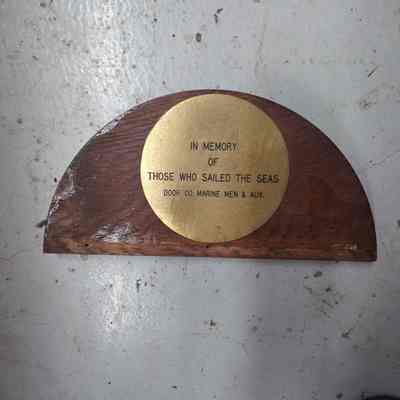 IN MEMORY
OF
THOSE WHO SAILED THE SEAS
DOOR CO. MARINE MEN & AUX.